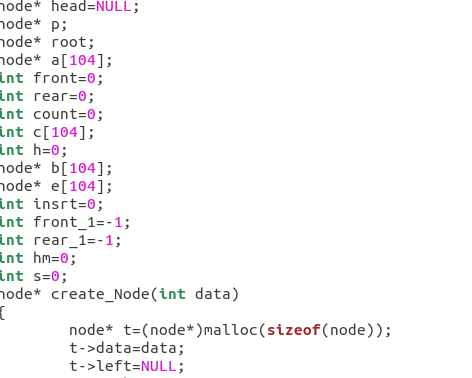 node* head=NULL;
node* p;
node* root;
node* a[104];
int front=0;
int rear=0;
int count=0;
int c[104];
int h=0;
node* b[104];
node* e[104];
int insrt=0;
int front_1=-1;
int rear_1=-1;
int hm=0;
int s=0;
node* create_Node(int data)
{
        node* t=(node*)malloc(sizeof(node));
        t->data=data;
        t->left=NULL;